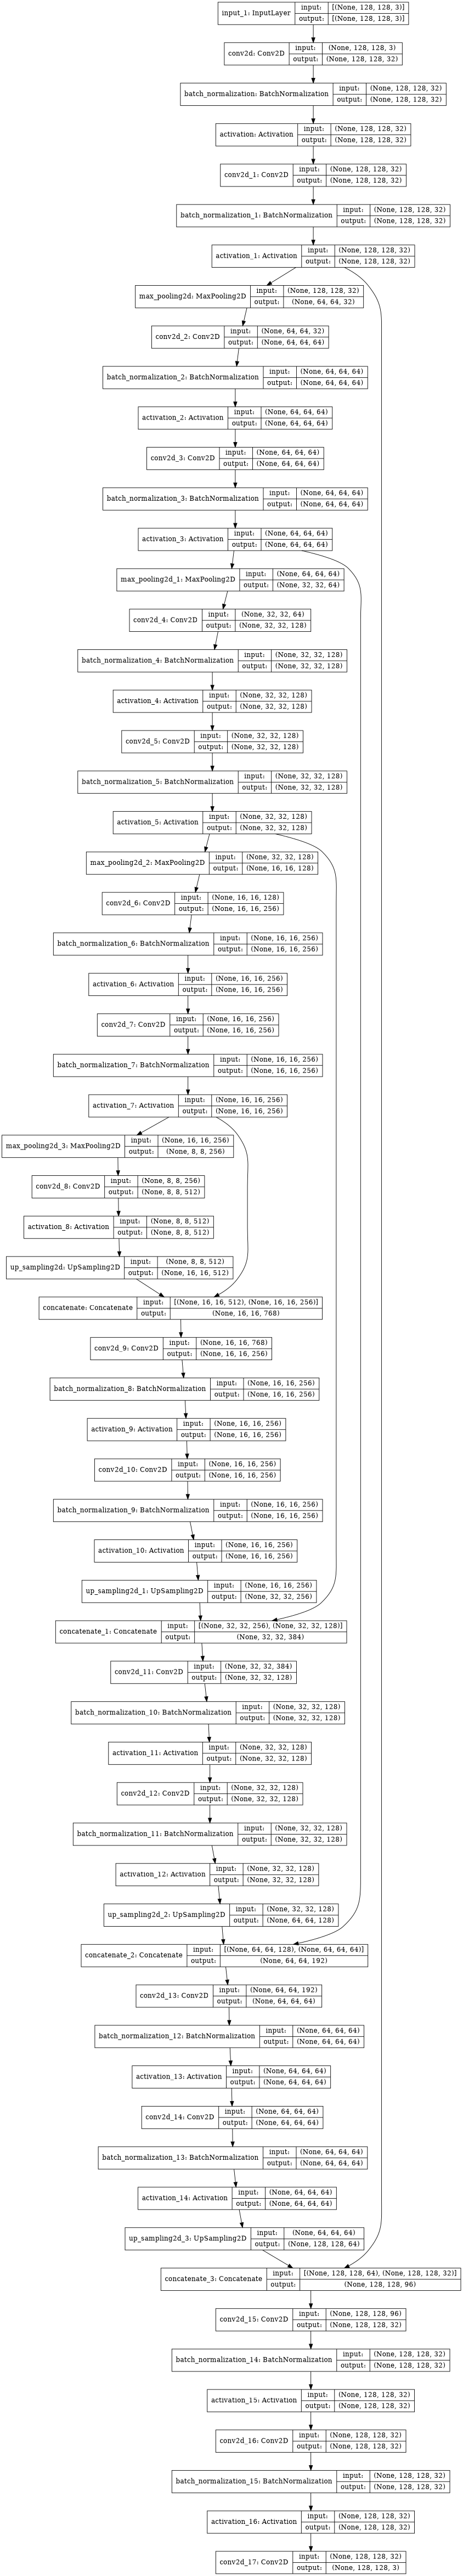 input_1: InputLayer
input: [(None, 128, 128, 3)]
output: [(None, 128, 128, 3)]
conv2d: Conv2D
input: (None, 128, 128, 3)
output: (None, 128, 128, 32)
batch_normalization: BatchNormalization
input: (None, 128, 128, 32)
output: (None, 128, 128, 32)
activation: Activation
input: (None, 128, 128, 32)
output: (None, 128, 128, 32)
conv2d_1: Conv2D
input: (None, 128, 128, 32)
output: (None, 128, 128, 32)
batch_normalization_1: BatchNormalization
input: (None, 128, 128, 32)
output: (None, 128, 128, 32)
activation_1: Activation
input: (None, 128, 128, 32)
output: (None, 128, 128, 32)
max_pooling2d: MaxPooling2D
input: (None, 128, 128, 32)
output: (None, 64, 64, 32)
conv2d_2: Conv2D
input: (None, 64, 64, 32)
output: (None, 64, 64, 64)
batch_normalization_2: BatchNormalization
input: (None, 64, 64, 64)
output: (None, 64, 64, 64)
activation_2: Activation
input: (None, 64, 64, 64)
output: (None, 64, 64, 64)
conv2d_3: Conv2D
input: (None, 64, 64, 64)
output: (None, 64, 64, 64)
batch_normalization_3: BatchNormalization
input: (None, 64, 64, 64)
output: (None, 64, 64, 64)
activation_3: Activation
input: (None, 64, 64, 64)
output: (None, 64, 64, 64)
max_pooling2d_1: MaxPooling2D
input: (None, 64, 64, 64)
output: (None, 32, 32, 64)
conv2d_4: Conv2D
input: (None, 32, 32, 64)
output: (None, 32, 32, 128)
batch_normalization_4: BatchNormalization
input: (None, 32, 32, 128)
output: (None, 32, 32, 128)
activation_4: Activation
input: (None, 32, 32, 128)
output: (None, 32, 32, 128)
conv2d_5: Conv2D
input: (None, 32, 32, 128)
output: (None, 32, 32, 128)
batch_normalization_5: BatchNormalization
input: (None, 32, 32, 128)
output: (None, 32, 32, 128)
activation_5: Activation
input: (None, 32, 32, 128)
output: (None, 32, 32, 128)
max_pooling2d_2: MaxPooling2D
input: (None, 32, 32, 128)
output: (None, 16, 16, 128)
conv2d_6: Conv2D
input: (None, 16, 16, 128)
output: (None, 16, 16, 256)
batch_normalization_6: BatchNormalization
input: (None, 16, 16, 256)
output: (None, 16, 16, 256)
activation_6: Activation
input: (None, 16, 16, 256)
output: (None, 16, 16, 256)
conv2d_7: Conv2D
input: (None, 16, 16, 256)
output: (None, 16, 16, 256)
batch_normalization_7: BatchNormalization
input: (None, 16, 16, 256)
output: (None, 16, 16, 256)
activation_7: Activation
input: (None, 16, 16, 256)
output: (None, 16, 16, 256)
max_pooling2d_3: MaxPooling2D
input: (None, 16, 16, 256)
output: (None, 8, 8, 256)
conv2d_8: Conv2D
input: (None, 8, 8, 256)
output: (None, 8, 8, 512)
activation_8: Activation
input: (None, 8, 8, 512)
output: (None, 8, 8, 512)
up_sampling2d: UpSampling2D
input: (None, 8, 8, 512)
output: (None, 16, 16, 512)
concatenate: Concatenate
input: [(None, 16, 16, 512), (None, 16, 16, 256)]
output: (None, 16, 16, 768)
conv2d_9: Conv2D
input: (None, 16, 16, 768)
output: (None, 16, 16, 256)
batch_normalization_8: BatchNormalization
input: (None, 16, 16, 256)
output: (None, 16, 16, 256)
activation_9: Activation
input: (None, 16, 16, 256)
output: (None, 16, 16, 256)
conv2d_10: Conv2D
input: (None, 16, 16, 256)
output: (None, 16, 16, 256)
batch_normalization_9: BatchNormalization
input: (None, 16, 16, 256)
output: (None, 16, 16, 256)
activation_10: Activation
input: (None, 16, 16, 256)
output: (None, 16, 16, 256)
up_sampling2d_1: UpSampling2D
input: (None, 16, 16, 256)
output: (None, 32, 32, 256)
concatenate_1: Concatenate
input: [(None, 32, 32, 256), (None, 32, 32, 128)]
output: (None, 32, 32, 384)
conv2d_11: Conv2D
input: (None, 32, 32, 384)
output: (None, 32, 32, 128)
batch_normalization_10: BatchNormalization
input: (None, 32, 32, 128)
output: (None, 32, 32, 128)
activation_11: Activation
input: (None, 32, 32, 128)
output: (None, 32, 32, 128)
conv2d_12: Conv2D
input: (None, 32, 32, 128)
output: (None, 32, 32, 128)
batch_normalization_11: BatchNormalization
input: (None, 32, 32, 128)
output: (None, 32, 32, 128)
activation_12: Activation
input: (None, 32, 32, 128)
output: (None, 32, 32, 128)
up_sampling2d_2: UpSampling2D
input: (None, 32, 32, 128)
output: (None, 64, 64, 128)
concatenate_2: Concatenate
input: [(None, 64, 64, 128), (None, 64, 64, 64)]
output: (None, 64, 64, 192)
conv2d_13: Conv2D
input: (None, 64, 64, 192)
output: (None, 64, 64, 64)
batch_normalization_12: BatchNormalization
input: (None, 64, 64, 64)
output: (None, 64, 64, 64)
activation_13: Activation
input: (None, 64, 64, 64)
output: (None, 64, 64, 64)
conv2d_14: Conv2D
input: (None, 64, 64, 64)
output: (None, 64, 64, 64)
batch_normalization_13: BatchNormalization
input: (None, 64, 64, 64)
output: (None, 64, 64, 64)
activation_14: Activation
input: (None, 64, 64, 64)
output: (None, 64, 64, 64)
up_sampling2d_3: UpSampling2D
input: (None, 64, 64, 64)
output: (None, 128, 128, 64)
concatenate_3: Concatenate
input: [(None, 128, 128, 64), (None, 128, 128, 32)]
output: (None, 128, 128, 96)
conv2d_15: Conv2D
input: (None, 128, 128, 96)
output: (None, 128, 128, 32)
batch_normalization_14: BatchNormalization
input: (None, 128, 128, 32)
output: (None, 128, 128, 32)
activation_15: Activation
input: (None, 128, 128, 32)
output: (None, 128, 128, 32)
conv2d_16: Conv2D
input: (None, 128, 128, 32)
output: (None, 128, 128, 32)
batch_normalization_15: BatchNormalization
input: (None, 128, 128, 32)
output: (None, 128, 128, 32)
activation_16: Activation
input: (None, 128, 128, 32)
output: (None, 128, 128, 32)
conv2d_17: Conv2D
input: (None, 128, 128, 32)
output: (None, 128, 128, 3)